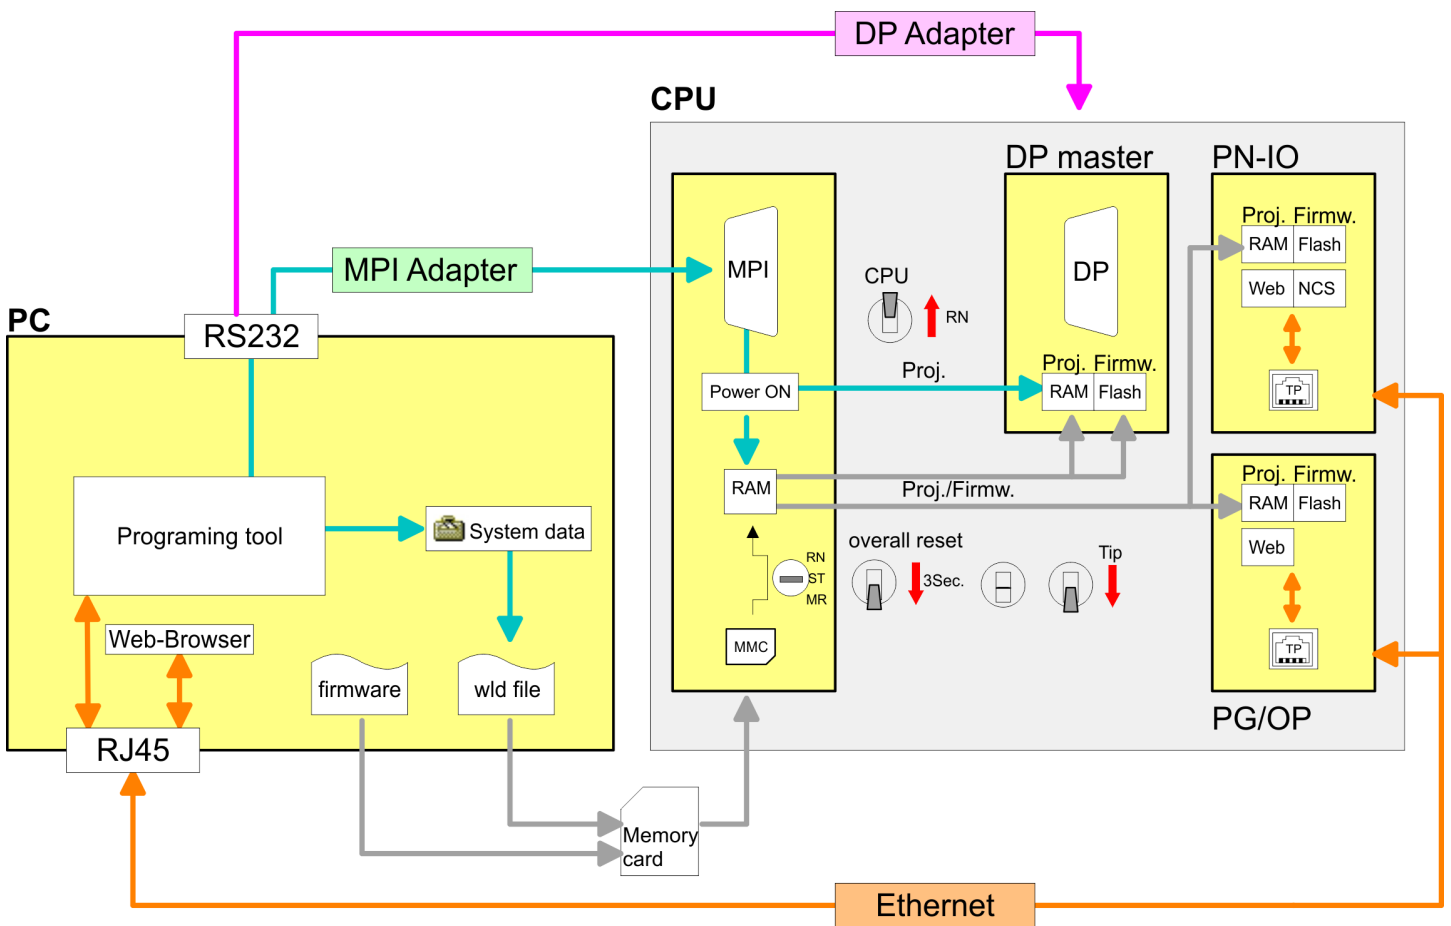 DP Adapter
CPU
DP master
PN-IO
Proj. Firmw.
RAM Flash
Web NCS
TP
MPI
DP
CPU
RN
MPI Adapter
PC
RS232
Proj.
Proj. Firmw.
RAM Flash
Power ON
RAM
Proj./Firmw.
Proj. Firmw.
RAM Flash
Web
TP
PG/OP
Programing tool
System data
overall reset
3Sec.
Tip
RN
ST
MR
MMC
Web-Browser
firmware
wld file
RJ45
Memory
card
Ethernet